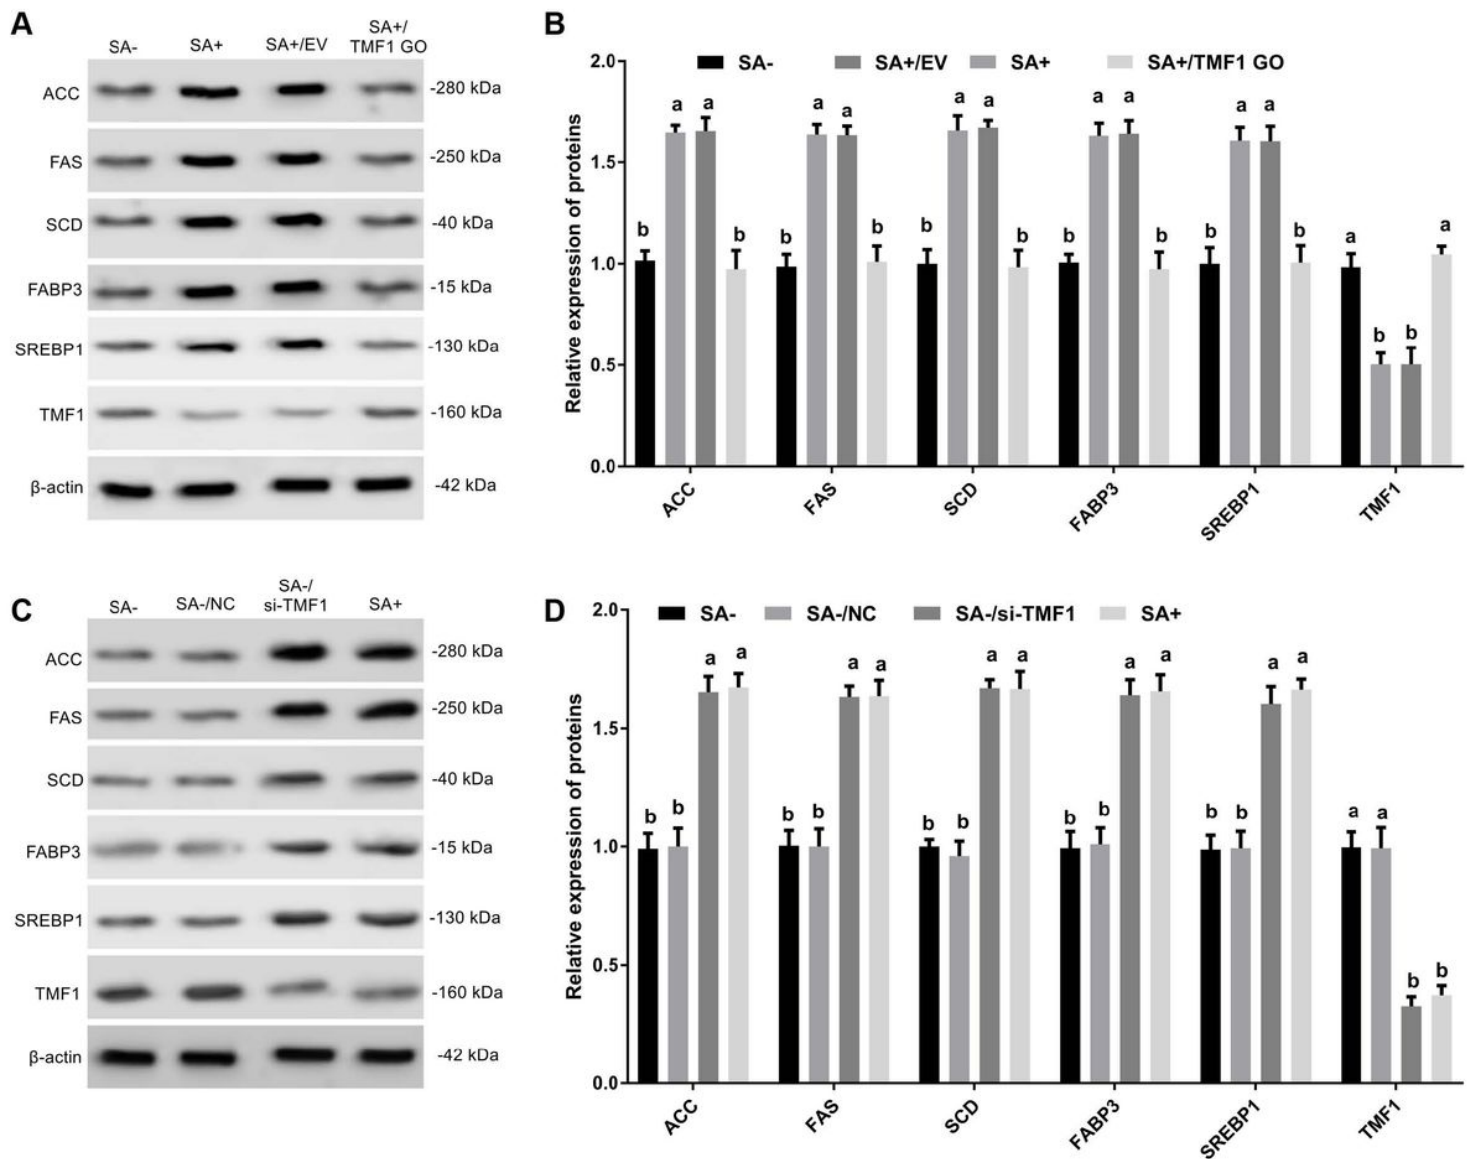 A
SA-
SA+
SA+/EV
SA+/
TMF1 GO
ACC
-280 kDa
FAS
-250 kDa
SCD
-40 kDa
FABP3
-15 kDa
SREBP1
-130 kDa
TMF1
-160 kDa
β-actin
-42 kDa
B
SA-
SA+/EV
SA+
SA+/TMF1 GO
Relative expression of proteins
2.0
1.5
1.0
0.5
0.0
b a a b
b a a b
b a a b
b a a b
b a a b
a b b a
ACC
FAS
SCD
FABP3
SREBP1
TMF1
C
SA-
SA-/NC
SA-/
si-TMF1
SA+
ACC
-280 kDa
FAS
-250 kDa
SCD
-40 kDa
FABP3
-15 kDa
SREBP1
-130 kDa
TMF1
-160 kDa
β-actin
-42 kDa
D
SA-
SA-/NC
SA-/si-TMF1
SA+
Relative expression of proteins
2.0
1.5
1.0
0.5
0.0
b b a a
b b a a
b b a a
b b a a
b b a a
a a b b
ACC
FAS
SCD
FABP3
SREBP1
TMF1